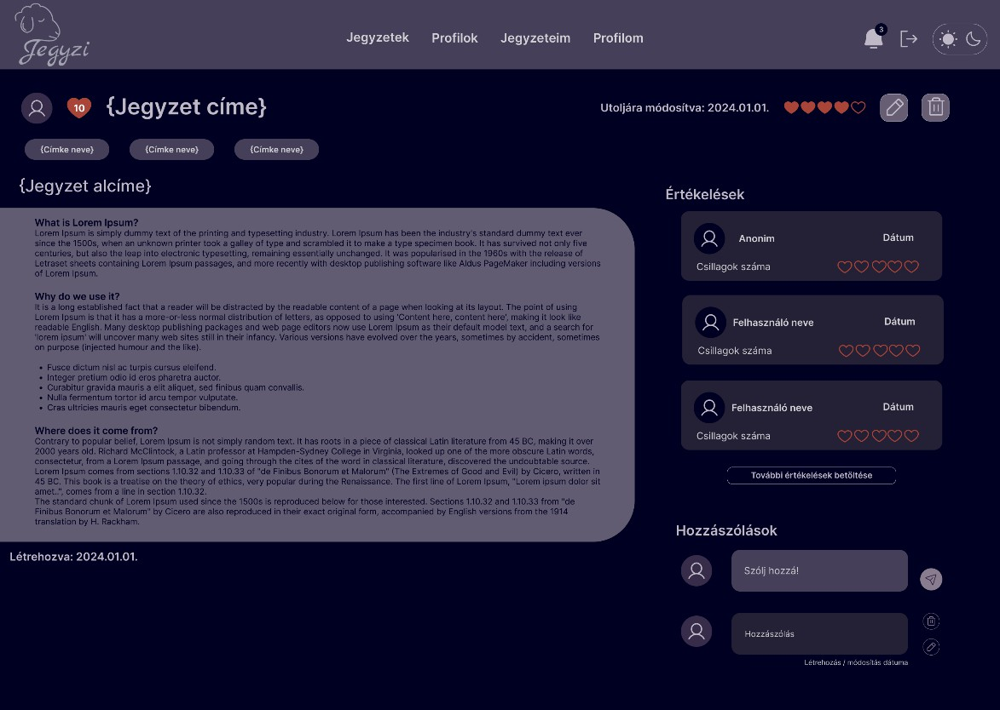 Jegyzi
Jegyzetek Profilok Jegyzeteim Profilom
3
10 {Jegyzet címe}
Utoljára módosítva: 2024.01.01.
{Címke neve} {Címke neve} {Címke neve}
{Jegyzet alcíme}
What is Lorem Ipsum?
Lorem Ipsum is simply dummy text of the printing and typesetting industry. Lorem Ipsum has been the industry's standard dummy text ever
since the 1500s, when an unknown printer took a galley of type and scrambled it to make a type specimen book. It has survived not only five
centuries, but also the leap into electronic typesetting, remaining essentially unchanged. It was popularised in the 1960s with the release of
Letraset sheets containing Lorem Ipsum passages, and more recently with desktop publishing software like Aldus PageMaker including versions
of Lorem Ipsum.
Why do we use it?
It is a long established fact that a reader will be distracted by the readable content of a page when looking at its layout. The point of using
Lorem Ipsum is that it has a more-or-less normal distribution of letters, as opposed to using 'Content here, content here', making it look like
readable English. Many desktop publishing packages and web page editors now use Lorem Ipsum as their default model text, and a search for
'lorem ipsum' will uncover many web sites still in their infancy. Various versions have evolved over the years, sometimes by accident, sometimes
on purpose (injected humour and the like).
• Fusce dictum nisl ac turpis cursus eleifend.
• Integer pretium odio id eros pharetra auctor.
• Curabitur gravida mauris a elit aliquet, sed finibus quam convallis.
• Nulla fermentum tortor id arcu tempor vulputate.
• Cras ultricies mauris eget consectetur bibendum.
Where does it come from?
Contrary to popular belief, Lorem Ipsum is not simply random text. It has roots in a piece of classical Latin literature from 45 BC, making it over
2000 years old. Richard McClintock, a Latin professor at Hampden-Sydney College in Virginia, looked up one of the more obscure Latin words,
consectetur, from a Lorem Ipsum passage, and going through the cites of the word in classical literature, discovered the undoubtable source.
Lorem Ipsum comes from sections 1.10.32 and 1.10.33 of "de Finibus Bonorum et Malorum" (The Extremes of Good and Evil) by Cicero, written in
45 BC. This book is a treatise on the theory of ethics, very popular during the Renaissance. The first line of Lorem Ipsum, "Lorem ipsum dolor sit
amet..", comes from a line in section 1.10.32.
The standard chunk of Lorem Ipsum used since the 1500s is reproduced below for those interested. Sections 1.10.32 and 1.10.33 from "de
Finibus Bonorum et Malorum" by Cicero are also reproduced in their exact original form, accompanied by English versions from the 1914
translation by H. Rackham.
Létrehozva: 2024.01.01.
Értékelések
Anonim Dátum
Csillagok száma
Felhasználó neve Dátum
Csillagok száma
Felhasználó neve Dátum
Csillagok száma
További értékelések betöltése
Hozzászólások
Szólj hozzá!
Hozzászólás
Létrehozás / módosítás dátuma